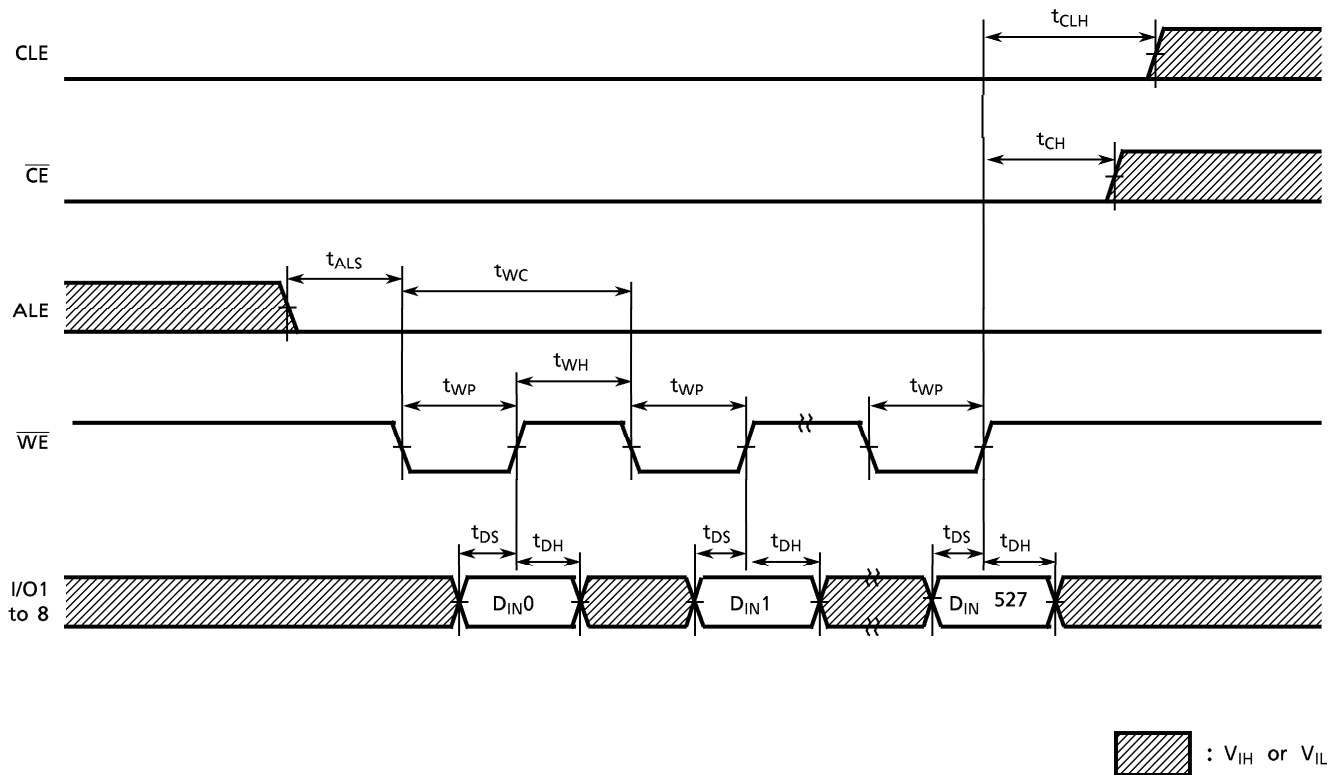 CLE
tCLH
CE
tCH
ALE
tALS
tWC
WE
tWP
tWH
tWP
tWP
I/O1
to 8
tDS
tDH
tDS
tDH
tDS
tDH
DIN0
DIN1
DIN 527
: VIH or VIL